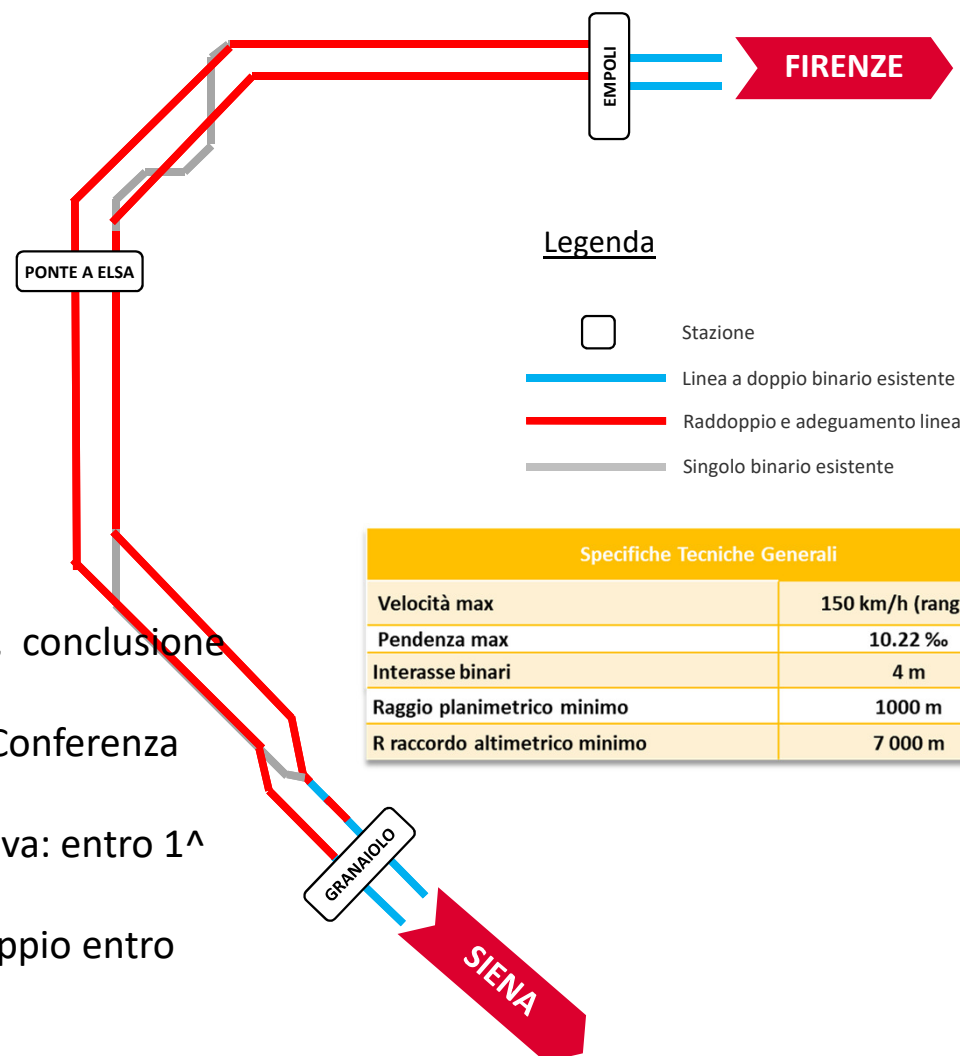 EMPOLI
FIRENZE
PONTE A ELSA
Legenda
Stazione
Linea a doppio binario esistente
Raddoppio e adeguamento linea
Singolo binario esistente
Specifiche Tecniche Generali
Velocità max 150 km/h (rang
Pendenza max 10.22 ‰
Interasse binari 4 m
Raggio planimetrico minimo 1000 m
R raccordo altimetrico minimo 7 000 m
. conclusione
Conferenza
va: entro 1^
ppio entro
GRANAIOLO
SIENA